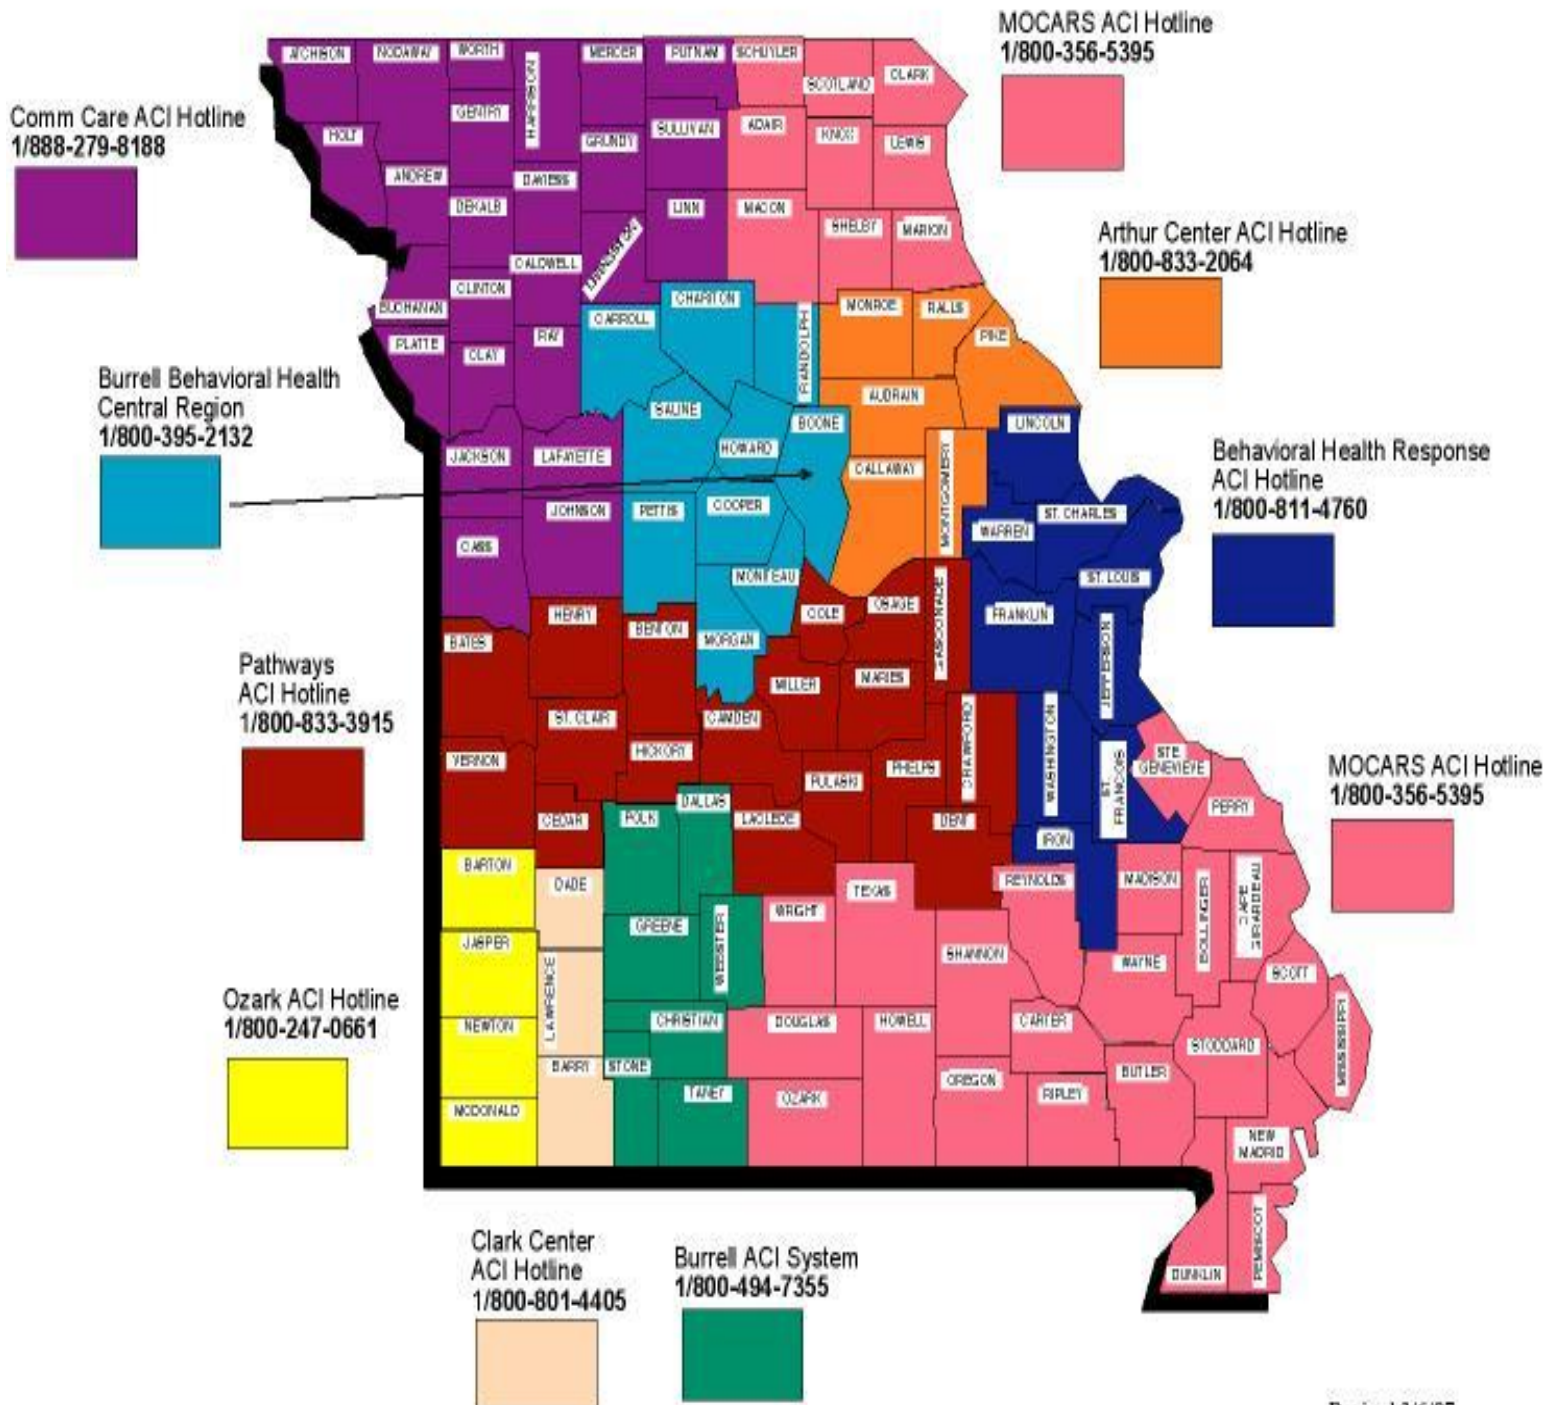 MOCARS ACI Hotline
1/800-356-5395
Comm Care ACI Hotline
1/888-279-8188
Arthur Center ACI Hotline
1/800-833-2064
Burrell Behavioral Health
Central Region
1/800-395-2132
Behavioral Health Response
ACI Hotline
1/800-811-4760
Pathways
ACI Hotline
1/800-833-3915
MOCARS ACI Hotline
1/800-356-5395
Ozark ACI Hotline
1/800-247-0661
Clark Center
ACI Hotline
1/800-801-4405
Burrell ACI System
1/800-494-7355
ATCHISON
NODAWAY
WORTH
HARRISON
MERCER
PUTNAM
SCHUYLER
SCOTLAND
CLARK
HOLT
GENTRY
GRUNDY
SULLIVAN
ADAIR
KNOX
LEWIS
ANDREW
DEKALB
DAVIESS
LIVINGSTON
LINN
MACON
SHELBY
MARION
BUCHANAN
CLINTON
CALDWELL
CARROLL
CHARITON
RANDOLPH
MONROE
RALLS
PIKE
PLATTE
CLAY
RAY
SALINE
HOWARD
BOONE
AUDRAIN
LINCOLN
JACKSON
LAFAYETTE
CALLAWAY
MONTGOMERY
CASS
JOHNSON
PETTIS
COOPER
MONITEAU
WARREN
ST. CHARLES
ST. LOUIS
BATES
HENRY
BENTON
MORGAN
COLE
OSAGE
GASCONADE
FRANKLIN
JEFFERSON
VERNON
ST. CLAIR
HICKORY
CAMDEN
MILLER
MARIES
PULASKI
PHELPS
CRAWFORD
WASHINGTON
ST.
FRANCOIS
STE
GENEVIEVE
PERRY
CEDAR
POLK
DALLAS
LACLEDE
DENT
IRON
BARTON
DADE
GREENE
WEBSTER
WRIGHT
TEXAS
REYNOLDS
MADISON
BOLLINGER
CAPE
GIRARDEAU
JASPER
LAWRENCE
SHANNON
WAYNE
SCOTT
NEWTON
CHRISTIAN
DOUGLAS
HOWELL
CARTER
STODDARD
MISSISSIPPI
BARRY
STONE
MCDONALD
TANEY
OZARK
OREGON
RIPLEY
BUTLER
NEW
MADRID
DUNKLIN
PEMISCOT